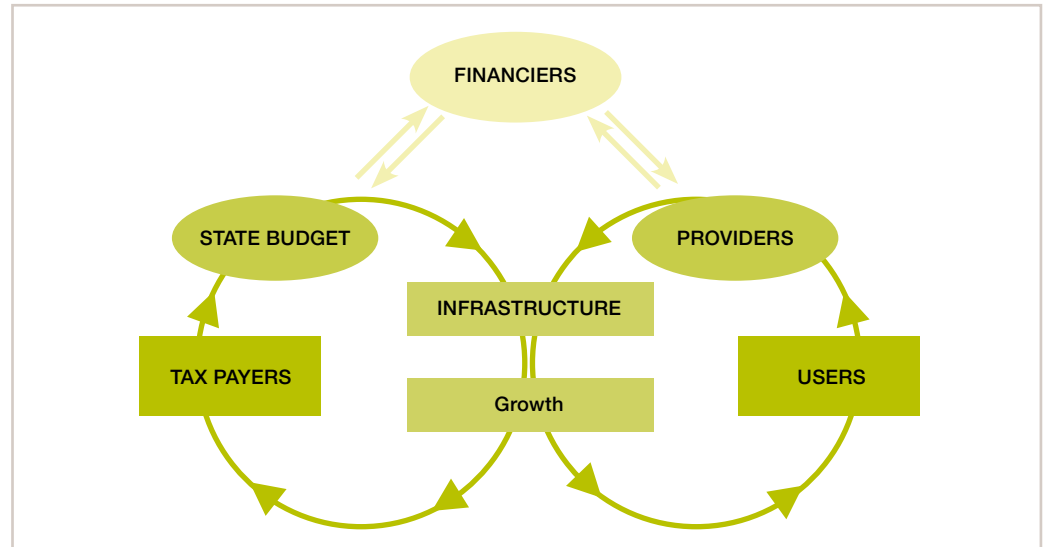 FINANCIERS
STATE BUDGET
PROVIDERS
INFRASTRUCTURE
TAX PAYERS
USERS
Growth